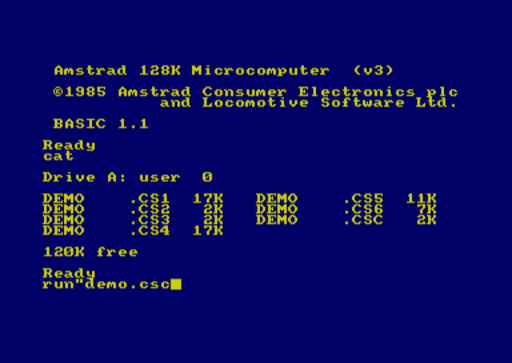 Amstrad 128K Microcomputer  (v3)
©1985 Amstrad Consumer Electronics plc
and Locomotive Software Ltd.
BASIC 1.1
Ready
cat
Drive A: user  0
DEMO    .CS1  17K   DEMO    .CS5  11K
DEMO    .CS2   2K   DEMO    .CS6   7K
DEMO    .CS3   2K   DEMO    .CSC   2K
DEMO    .CS4  17K
120K free
Ready
run"demo.csc